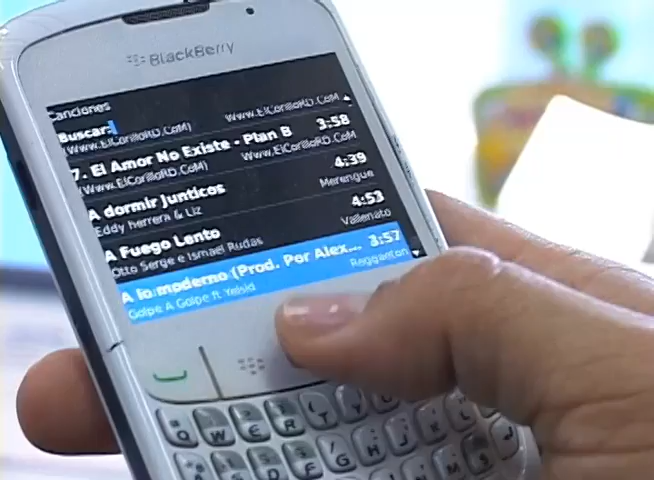 BlackBerry
Canciones
Buscar:
(Www.ElCorilloRD.CoM) Www.ElCorilloRD.CoM
7. El Amor No Existe - Plan B 3:58
(Www.ElCorilloRD.CoM) Www.ElCorilloRD.CoM
A dormir Junticos 4:39
Eddy herrera & Liz Merengue
A Fuego Lento 4:53
Otto Serge e Ismael Rudas Vallenato
A lo moderno (Prod. Por Alex... 3:57
Golpe A Golpe ft Yelsid Reggaeton
Q W E R T Y
D F G H J K L